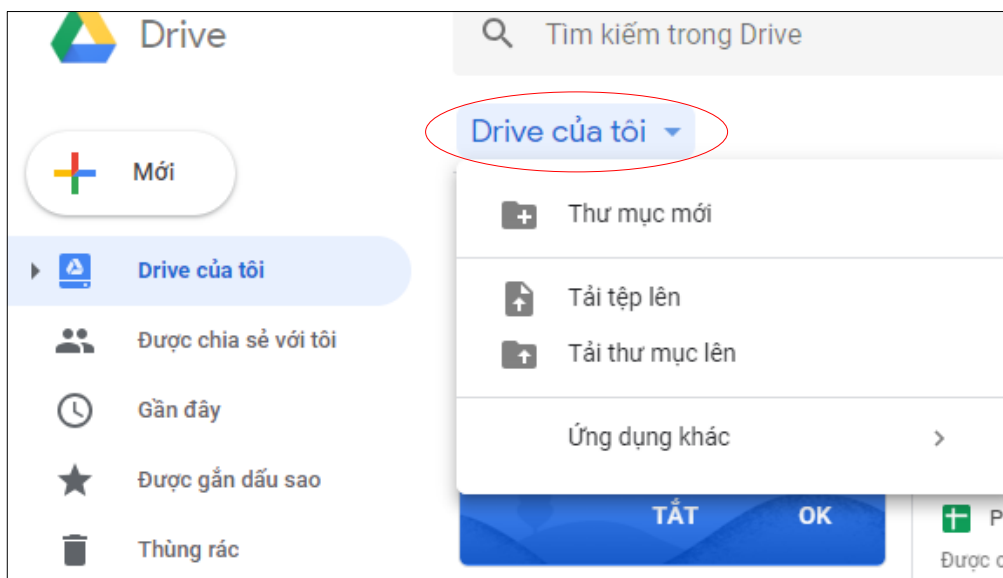 Drive
Tìm kiếm trong Drive
Drive của tôi
Mới
Thư mục mới
Drive của tôi
Tải tệp lên
Được chia sẻ với tôi
Tải thư mục lên
Gần đây
Ứng dụng khác
Được gắn dấu sao
TẮT
OK
P
Thùng rác
Được